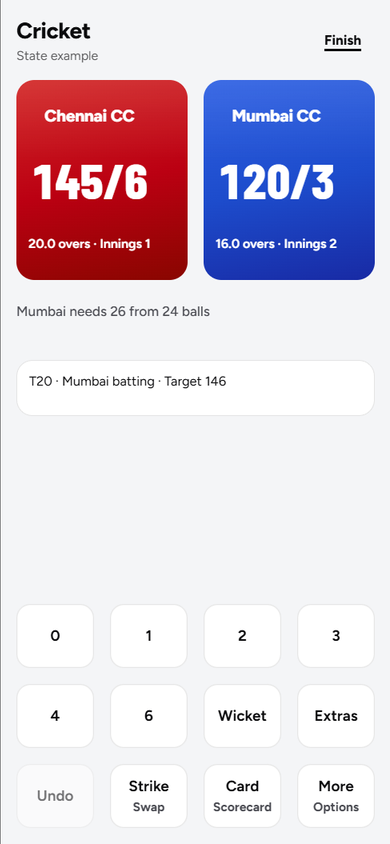 Cricket
State example
Finish
Chennai CC
145/6
20.0 overs · Innings 1
Mumbai CC
120/3
16.0 overs · Innings 2
Mumbai needs 26 from 24 balls
T20 · Mumbai batting · Target 146
0
1
2
3
4
6
Wicket
Extras
Undo
Strike
Swap
Card
Scorecard
More
Options